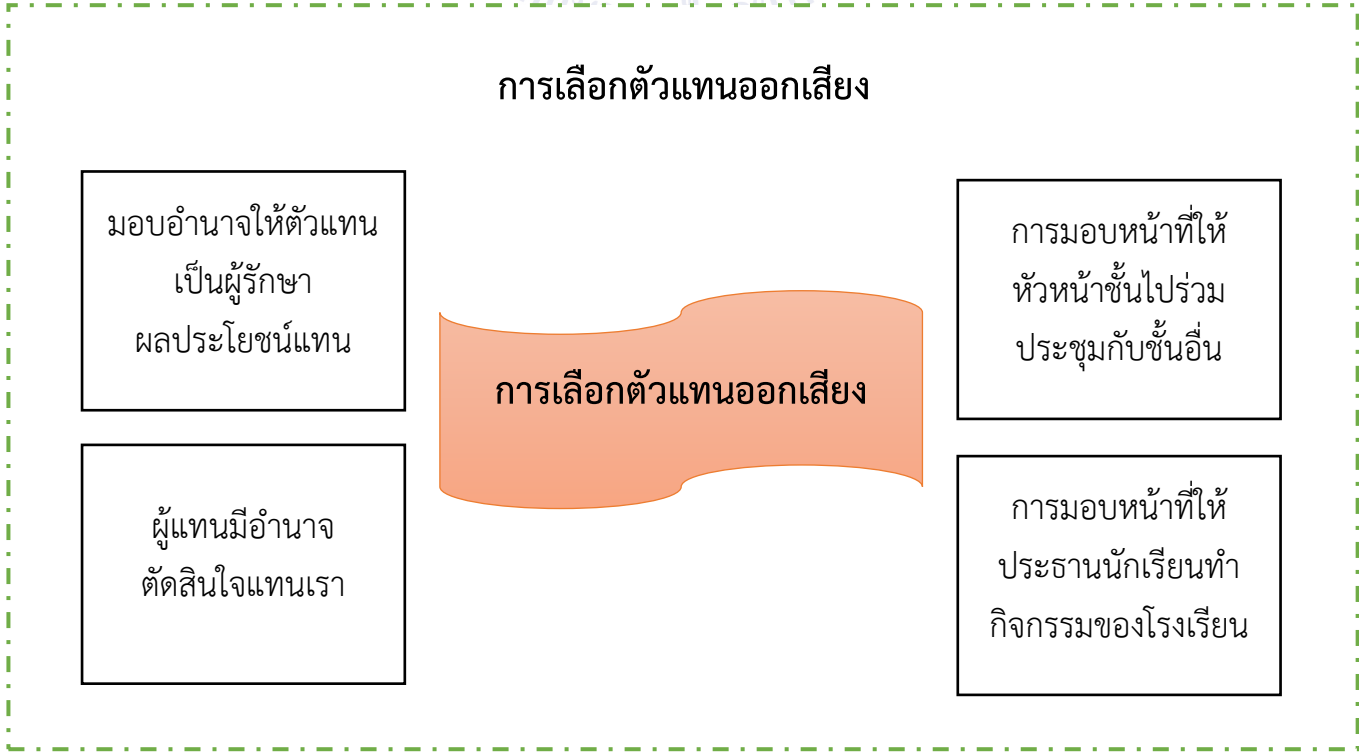 การเลือกตัวแทนออกเสียง
มอบอำนาจให้ตัวแทน
เป็นผู้รักษา
ผลประโยชน์แทน
ผู้แทนมีอำนาจ
ตัดสินใจแทนเรา
การเลือกตัวแทนออกเสียง
การมอบหน้าที่ให้
หัวหน้าชั้นไปร่วม
ประชุมกับชั้นอื่น
การมอบหน้าที่ให้
ประธานนักเรียนทำ
กิจกรรมของโรงเรียน